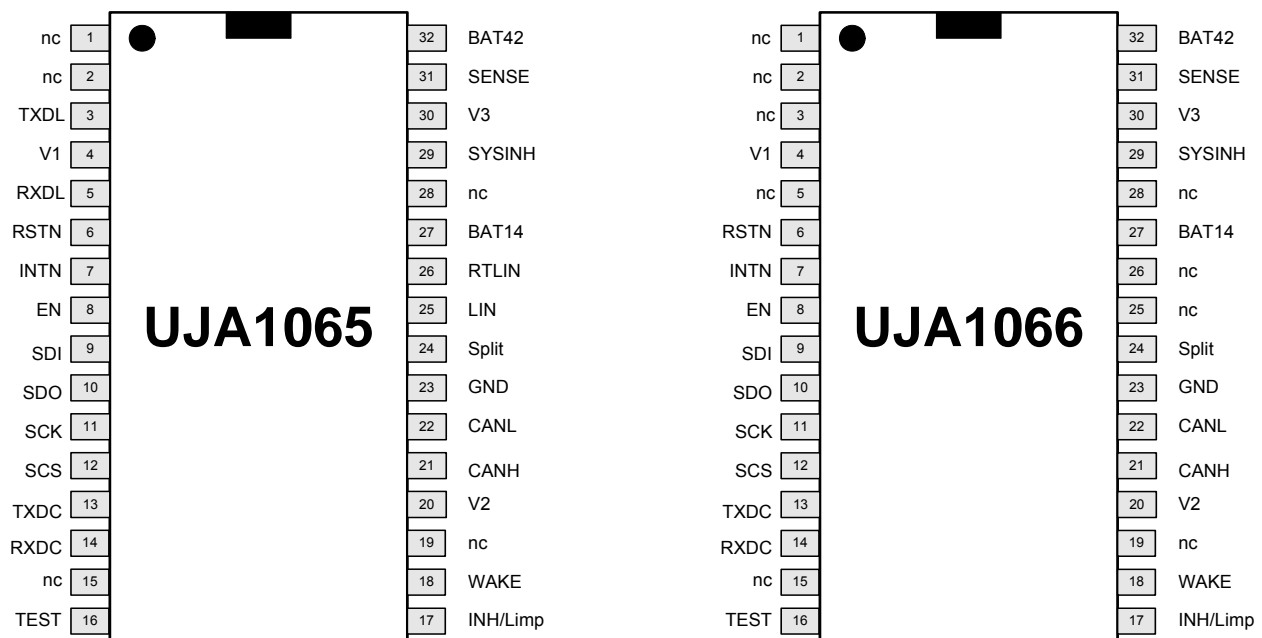 nc 1 32 BAT42
nc 2 31 SENSE
TXDL 3 30 V3
V1 4 29 SYSINH
RXDL 5 28 nc
RSTN 6 27 BAT14
INTN 7 26 RTLIN
EN 8 25 LIN
UJA1065
SDI 9 24 Split
SDO 10 23 GND
SCK 11 22 CANL
SCS 12 21 CANH
TXDC 13 20 V2
RXDC 14 19 nc
nc 15 18 WAKE
TEST 16 17 INH/Limp
nc 1 32 BAT42
nc 2 31 SENSE
nc 3 30 V3
V1 4 29 SYSINH
nc 5 28 nc
RSTN 6 27 BAT14
INTN 7 26 nc
EN 8 25 nc
UJA1066
SDI 9 24 Split
SDO 10 23 GND
SCK 11 22 CANL
SCS 12 21 CANH
TXDC 13 20 V2
RXDC 14 19 nc
nc 15 18 WAKE
TEST 16 17 INH/Limp